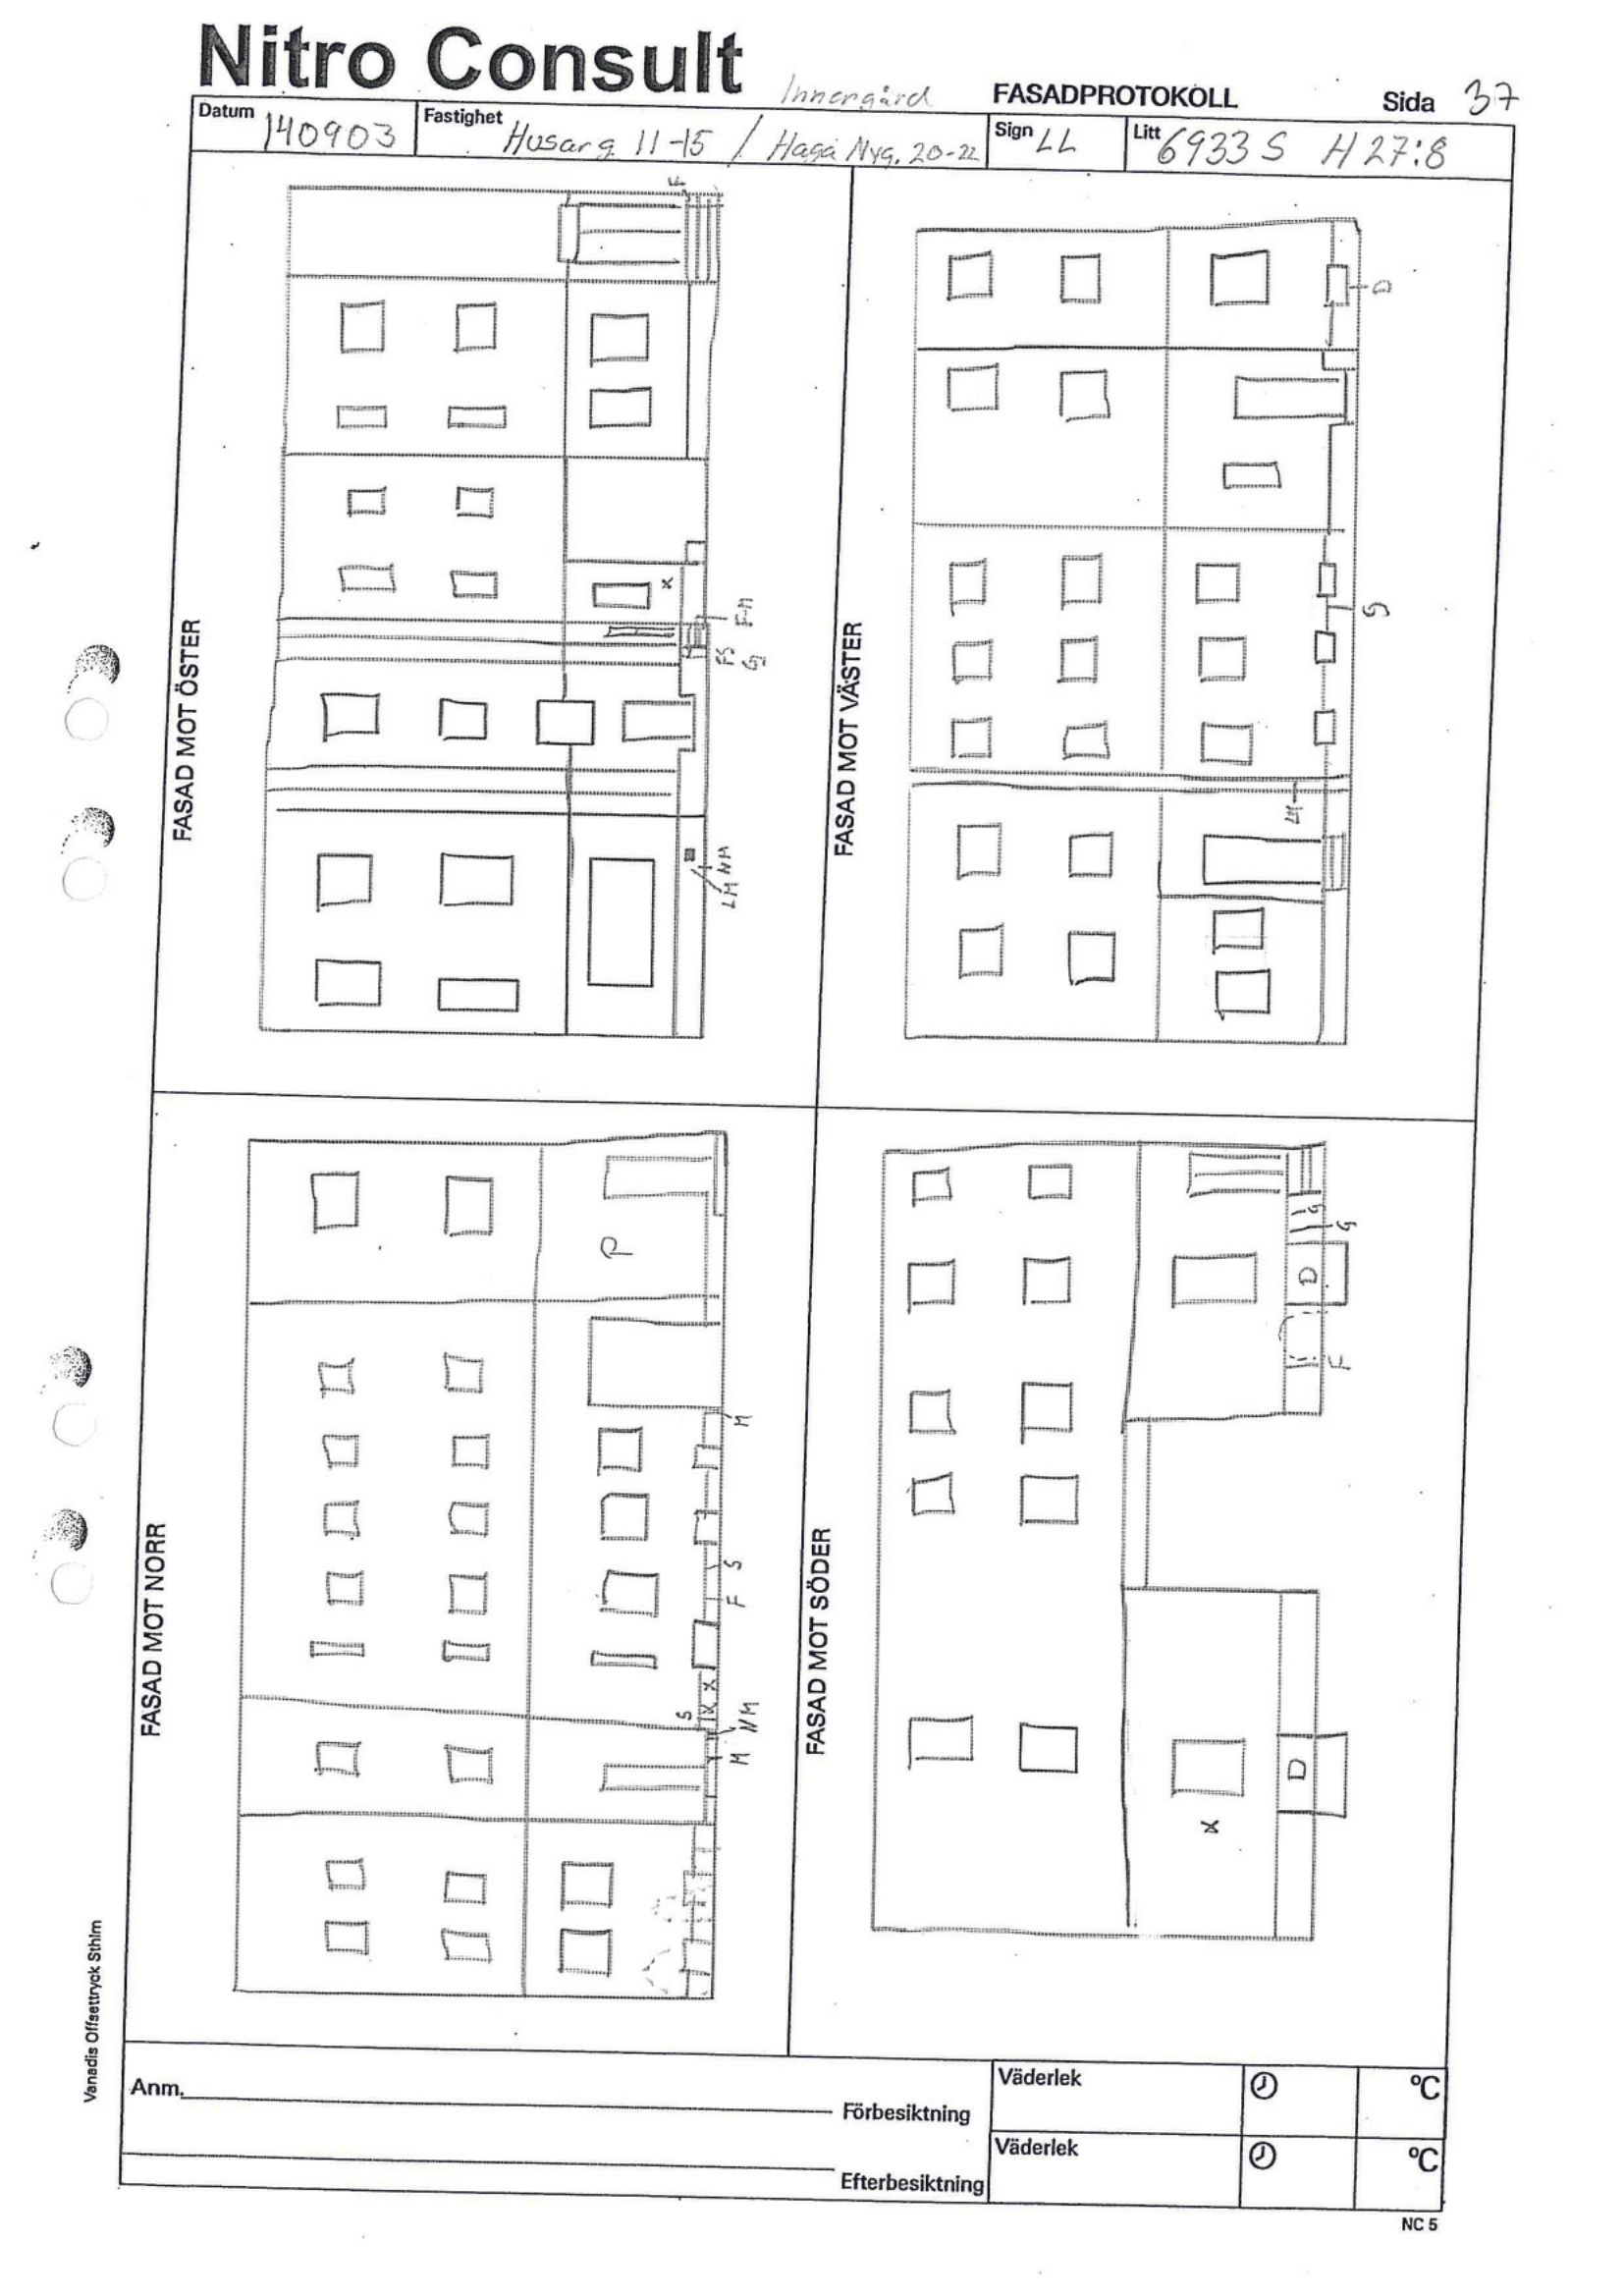 Nitro Consult
Innergård
FASADPROTOKOLL
Sida 37
Datum 140903
Fastighet Husarg 11-15 / Haga Nyg. 20-22
Sign LL
Litt 6933 S H 27:8
FASAD MOT ÖSTER
x
F-M
FS
G
NM
LM
FASAD MOT VÄSTER
D
G
LM
FASAD MOT NORR
P
M
S
F
x
x
S
NM
M
FASAD MOT SÖDER
G
G
D
F
D
x
Vanadis Offsettryck Sthlm
Anm.
Förbesiktning
Väderlek
°C
Efterbesiktning
Väderlek
°C
NC 5